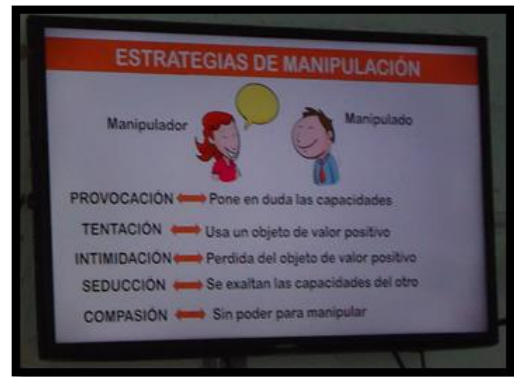 ESTRATEGIAS DE MANIPULACIÓN
Manipulador
Manipulado
PROVOCACIÓN Pone en duda las capacidades
TENTACIÓN Usa un objeto de valor positivo
INTIMIDACIÓN Perdida del objeto de valor positivo
SEDUCCIÓN Se exaltan las capacidades del otro
COMPASIÓN Sin poder para manipular